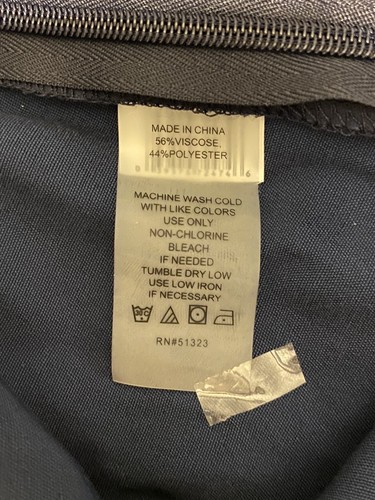 MADE IN CHINA
56%VISCOSE,
44%POLYESTER
MACHINE WASH COLD
WITH LIKE COLORS
USE ONLY
NON-CHLORINE
BLEACH
IF NEEDED
TUMBLE DRY LOW
USE LOW IRON
IF NECESSARY
RN#51323